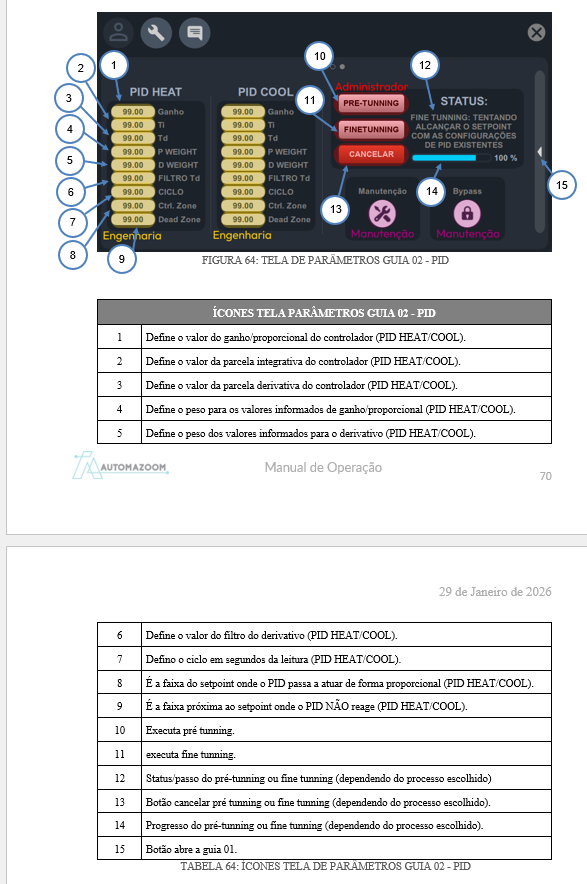 10
12
1
2
PID HEAT
PID COOL
Administrador
11
PRE-TUNNING
STATUS:
3
99.00 Ganho
99.00 Ganho
FINE TUNNING: TENTANDO
99.00 Ti
99.00 Ti
FINETUNNING
ALCANÇAR O SETPOINT
4
99.00 Td
99.00 Td
COM AS CONFIGURAÇÕES
99.00 P WEIGHT
99.00 P WEIGHT
CANCELAR
DE PID EXISTENTES
5
99.00 D WEIGHT
99.00 D WEIGHT
100 %
99.00 FILTRO Td
99.00 FILTRO Td
15
6
99.00 CICLO
99.00 CICLO
Manutenção
14
Bypass
7
99.00 Ctrl. Zone
99.00 Ctrl. Zone
13
99.00 Dead Zone
99.00 Dead Zone
Engenharia
Engenharia
Manutenção
Manutenção
8
9
FIGURA 64: TELA DE PARÂMETROS GUIA 02 - PID
ÍCONES TELA PARÂMETROS GUIA 02 - PID
1 Define o valor do ganho/proporcional do controlador (PID HEAT/COOL).
2 Define o valor da parcela integrativa do controlador (PID HEAT/COOL).
3 Define o valor da parcela derivativa do controlador (PID HEAT/COOL).
4 Define o peso para os valores informados de ganho/proporcional (PID HEAT/COOL).
5 Define o peso dos valores informados para o derivativo (PID HEAT/COOL).
AUTOMAZOOM
Manual de Operação
70
29 de Janeiro de 2026
6 Define o valor do filtro do derivativo (PID HEAT/COOL).
7 Defino o ciclo em segundos da leitura (PID HEAT/COOL).
8 É a faixa do setpoint onde o PID passa a atuar de forma proporcional (PID HEAT/COOL).
9 É a faixa próxima ao setpoint onde o PID NÃO reage (PID HEAT/COOL).
10 Executa pré tunning.
11 executa fine tunning.
12 Status/passo do pré-tunning ou fine tunning (dependendo do processo escolhido)
13 Botão cancelar pré tunning ou fine tunning (dependendo do processo escolhido).
14 Progresso do pré-tunning ou fine tunning (dependendo do processo escolhido).
15 Botão abre a guia 01.
TABELA 64: ÍCONES TELA DE PARÂMETROS GUIA 02 - PID